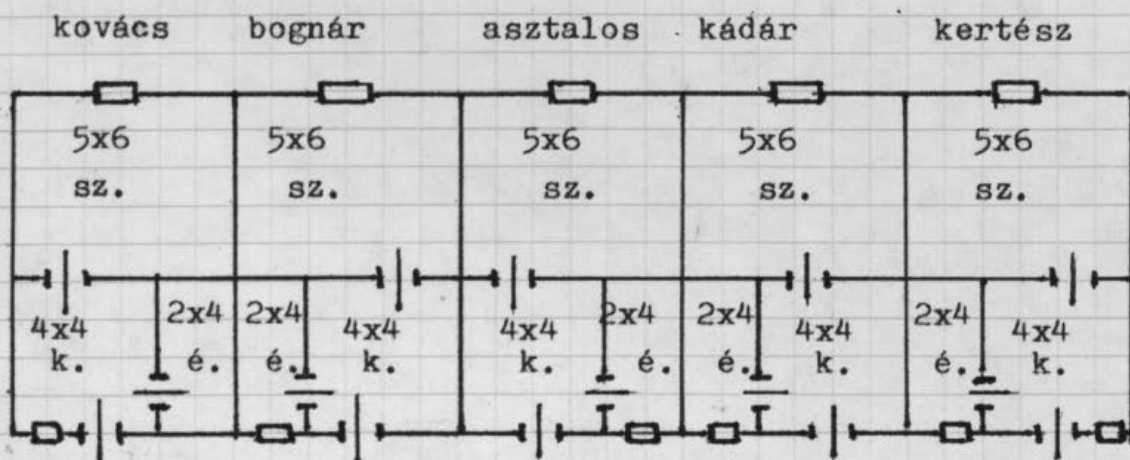 kovács bognár asztalos kádár kertész
5x6 5x6 5x6 5x6 5x6
sz. sz. sz. sz. sz.
2x4 2x4 2x4 2x4 2x4
4x4 4x4 4x4 4x4 4x4
k. é. é. k. k. é. é. k. é. k.